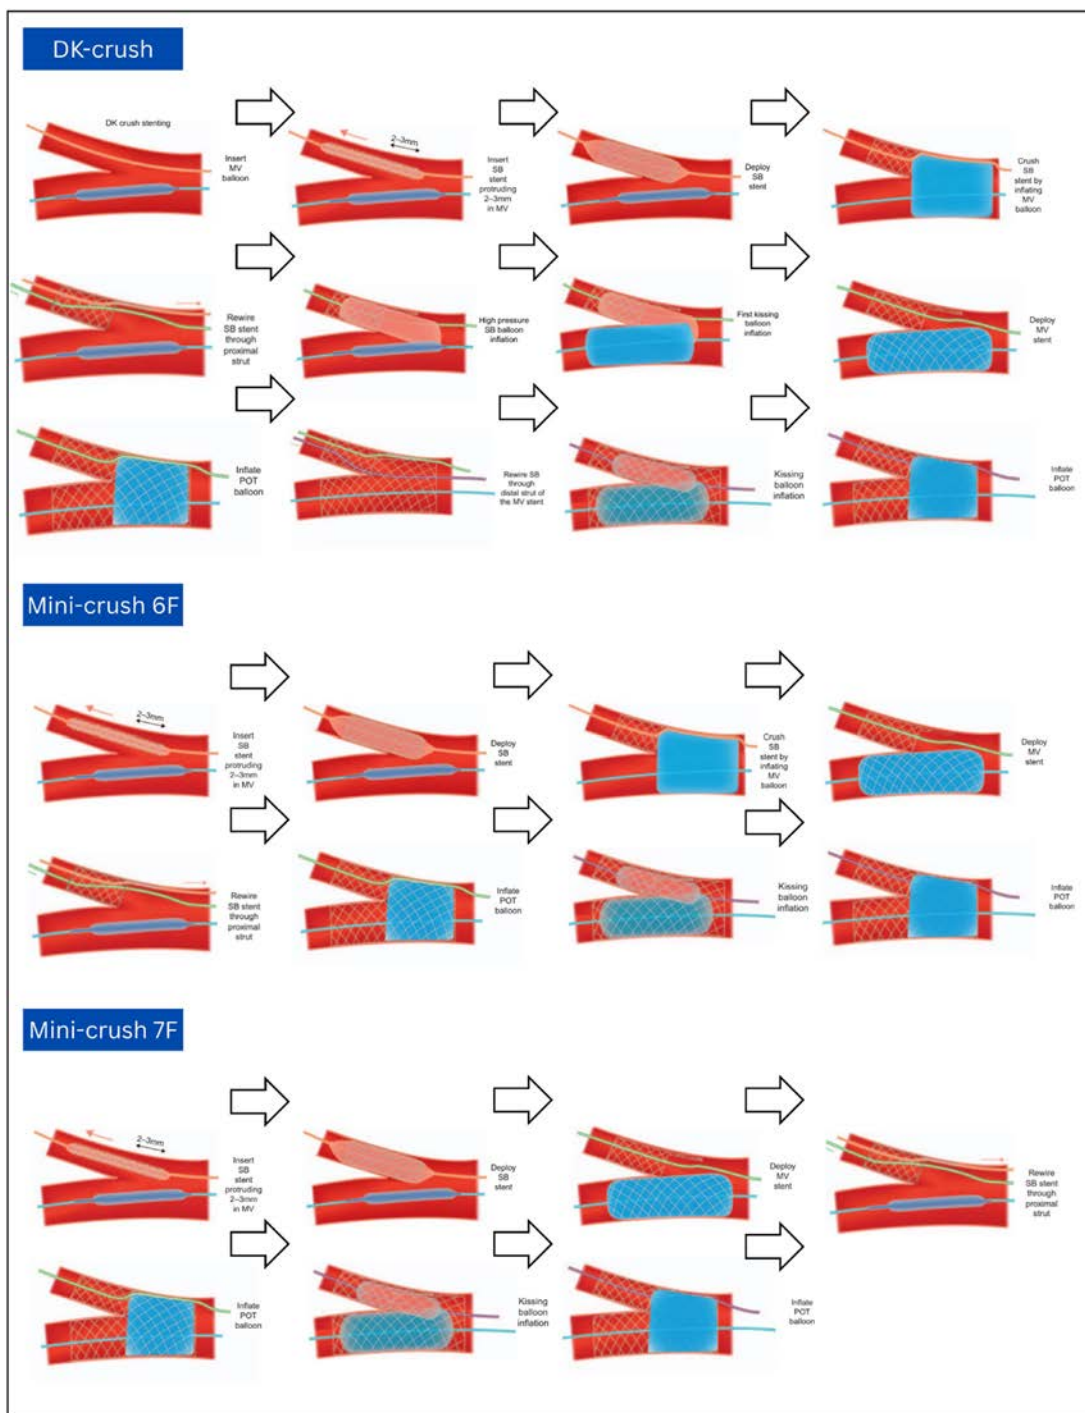 DK-crush
DK crush stenting
Insert
MV
balloon
2–3mm
Insert
SB
stent
protruding
2–3mm
in MV
Deploy
SB
stent
Crush
SB
stent by
inflating
MV
balloon
Rewire
SB stent
through
proximal
strut
High pressure
SB balloon
inflation
First kissing
balloon
inflation
Deploy
MV
stent
Inflate
POT
balloon
Rewire SB
through
distal strut of
the MV stent
Kissing
balloon
inflation
Inflate
POT
balloon
Mini-crush 6F
2–3mm
Insert
SB
stent
protruding
2–3mm
in MV
Deploy
SB
stent
Crush
SB
stent by
inflating
MV
balloon
Deploy
MV
stent
Rewire
SB stent
through
proximal
strut
Inflate
POT
balloon
Kissing
balloon
inflation
Inflate
POT
balloon
Mini-crush 7F
2–3mm
Insert
SB
stent
protruding
2–3mm
in MV
Deploy
SB
stent
Deploy
MV
stent
Rewire
SB stent
through
proximal
strut
Inflate
POT
balloon
Kissing
balloon
inflation
Inflate
POT
balloon